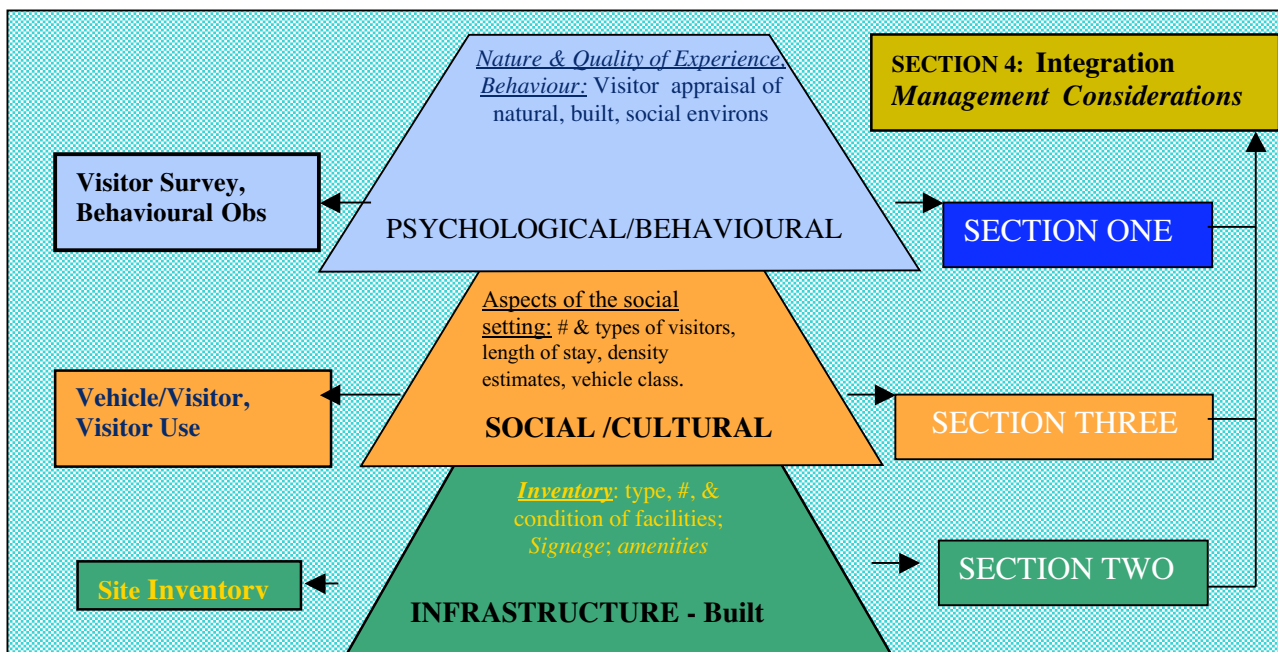 Nature & Quality of Experience,
Behaviour: Visitor appraisal of
natural, built, social environs
SECTION 4: Integration
Management Considerations
Visitor Survey,
Behavioural Obs
PSYCHOLOGICAL/BEHAVIOURAL
SECTION ONE
Aspects of the social
setting: # & types of visitors,
length of stay, density
estimates, vehicle class.
Vehicle/Visitor,
Visitor Use
SOCIAL /CULTURAL
SECTION THREE
Inventory: type, #, &
condition of facilities;
Signage; amenities
Site Inventory
SECTION TWO
INFRASTRUCTURE - Built